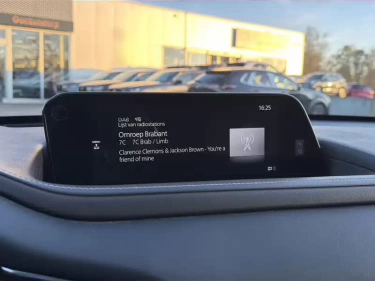 DAB
16:25
Lijst van radiostations
Omroep Brabant
7C 7C Brab / Limb
Clarence Clemons & Jackson Brown - You're a
friend of mine